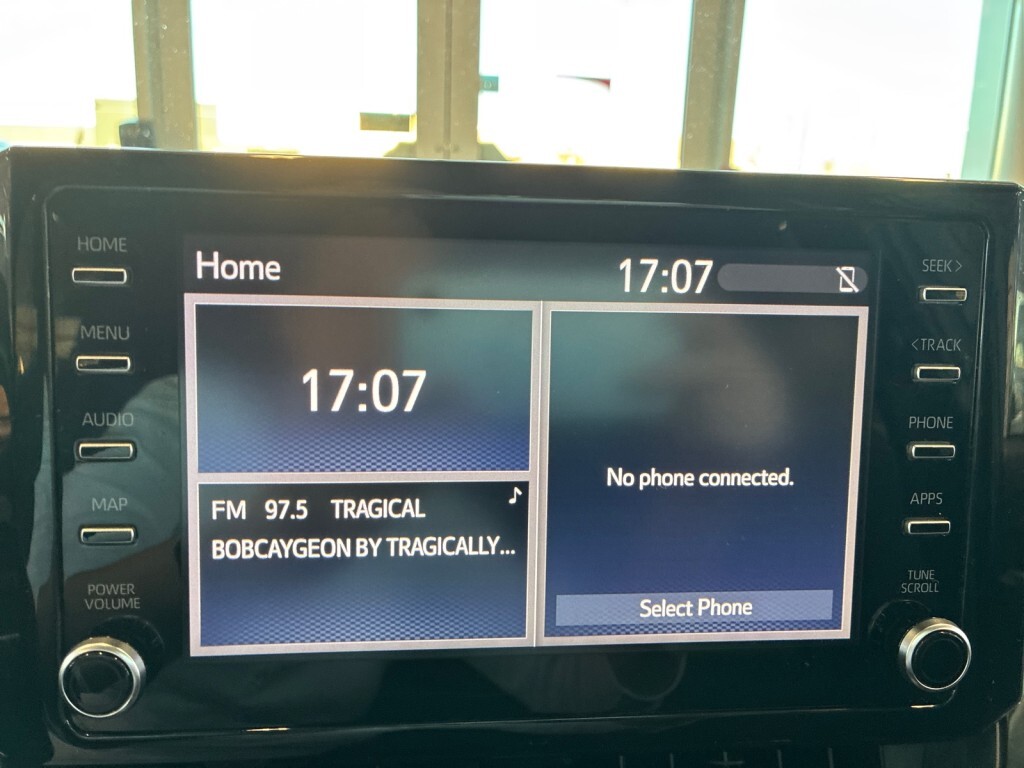 HOME
MENU
AUDIO
MAP
POWER
VOLUME
Home
17:07
17:07
FM 97.5 TRAGICAL
BOBCAYGEON BY TRAGICALLY...
No phone connected.
Select Phone
SEEK>
<TRACK
PHONE
APPS
TUNE
SCROLL